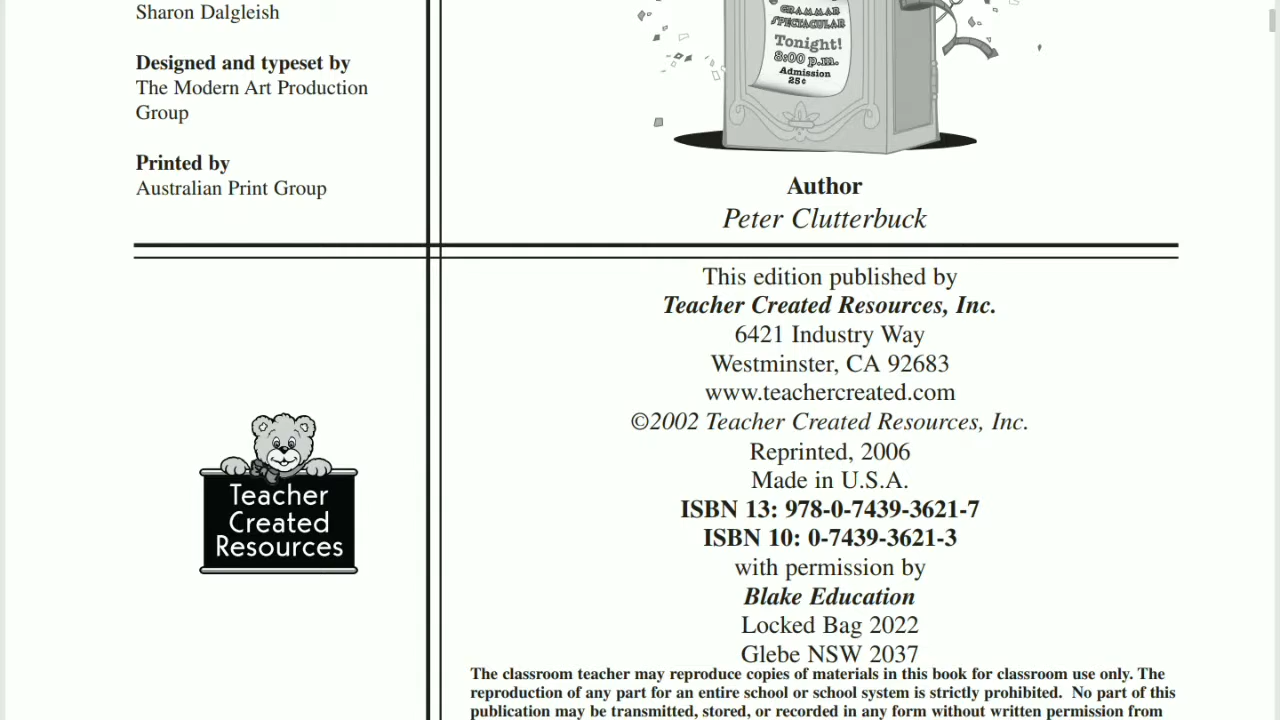 Sharon Dalgleish
Designed and typeset by
The Modern Art Production
Group
Printed by
Australian Print Group
GRAMMAR
SPECTACULAR
Tonight!
8:00 p.m.
Admission
25¢
Author
Peter Clutterbuck
This edition published by
Teacher Created Resources, Inc.
6421 Industry Way
Westminster, CA 92683
www.teachercreated.com
©2002 Teacher Created Resources, Inc.
Reprinted, 2006
Made in U.S.A.
ISBN 13: 978-0-7439-3621-7
ISBN 10: 0-7439-3621-3
with permission by
Blake Education
Locked Bag 2022
Glebe NSW 2037
Teacher
Created
Resources
The classroom teacher may reproduce copies of materials in this book for classroom use only. The
reproduction of any part for an entire school or school system is strictly prohibited. No part of this
publication may be transmitted, stored, or recorded in any form without written permission from